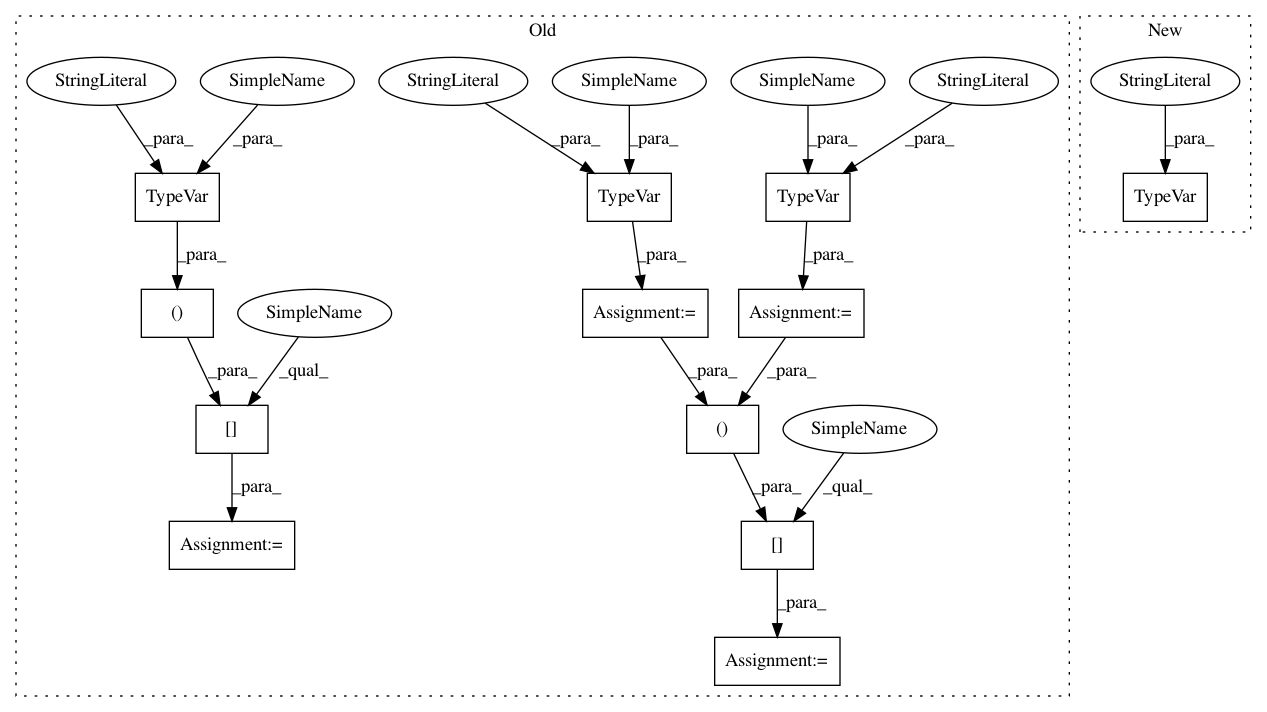 Old
New
StringLiteral
SimpleName
StringLiteral
SimpleName
SimpleName
StringLiteral
StringLiteral
_para_
_para_
_para_
_para_
_para_
_para_
_para_
TypeVar
TypeVar
TypeVar
TypeVar
_para_
_para_
_para_
()
SimpleName
Assignment:=
Assignment:=
_para_
_qual_
_para_
_para_
[]
()
SimpleName
_para_
_para_
_qual_
Assignment:=
[]
_para_
Assignment:=